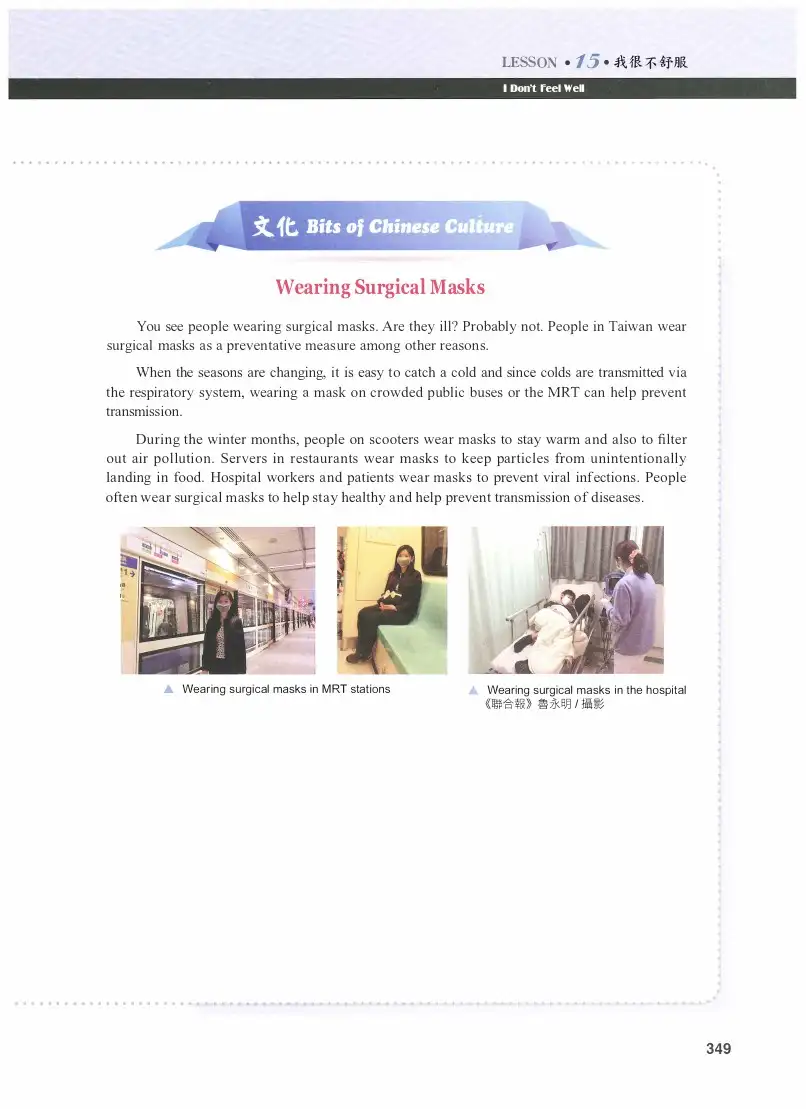 LESSON • 15 • 我很不舒服
I Don't Feel Well
文化 Bits of Chinese Culture
Wearing Surgical Masks
You see people wearing surgical masks. Are they ill? Probably not. People in Taiwan wear
surgical masks as a preventative measure among other reasons.
When the seasons are changing, it is easy to catch a cold and since colds are transmitted via
the respiratory system, wearing a mask on crowded public buses or the MRT can help prevent
transmission.
During the winter months, people on scooters wear masks to stay warm and also to filter
out air pollution. Servers in restaurants wear masks to keep particles from unintentionally
landing in food. Hospital workers and patients wear masks to prevent viral infections. People
often wear surgical masks to help stay healthy and help prevent transmission of diseases.
▲ Wearing surgical masks in MRT stations
▲ Wearing surgical masks in the hospital
《聯合報》魯永明 / 攝影
349